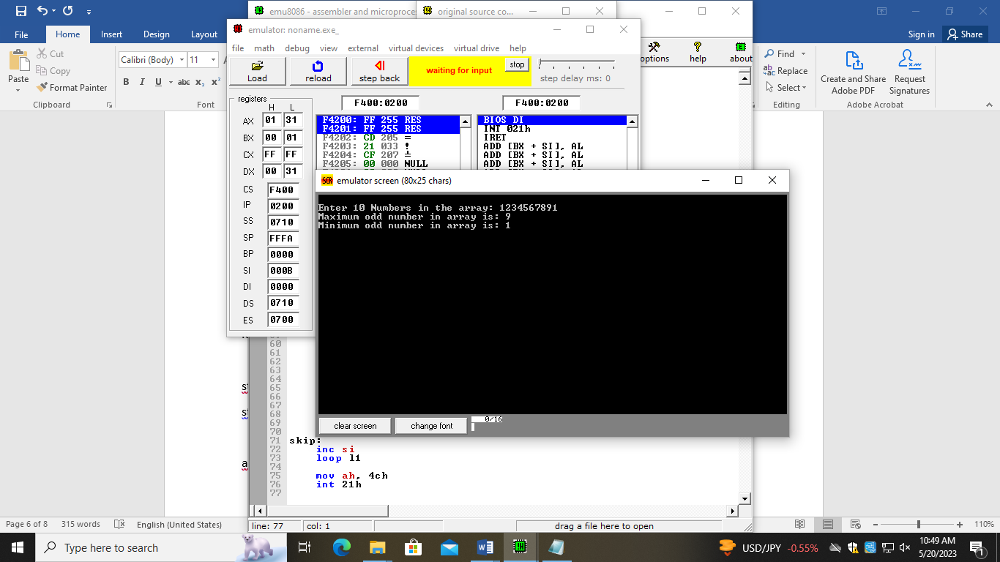 emu8086 - assembler and microproce
original source co...
File
Home
Insert
Design
Layout
Sign in
Share
Paste
Cut
Copy
Format Painter
Clipboard
Calibri (Body)
11
B I U abc x₂ x²
Font
Find
Replace
Select
Editing
Create and Share
Adobe PDF
Request
Signatures
Adobe Acrobat
options
help
about
emulator: noname.exe_
file math debug view external virtual devices virtual drive help
Load
reload
step back
waiting for input
stop
step delay ms: 0
registers
H L
AX 01 31
BX 00 01
CX FF FF
DX 00 31
CS F400
IP 0200
SS 0710
SP FFFA
BP 0000
SI 000B
DI 0000
DS 0710
ES 0700
F400:0200
F400:0200
F4200: FF 255 RES
F4201: FF 255 RES
F4202: CD 205 =
F4203: 21 033 !
F4204: CF 207 ╧
F4205: 00 000 NULL
BIOS DI
INT 021h
IRET
ADD [BX + SI], AL
ADD [BX + SI], AL
ADD [BX + SI], AL
emulator screen (80x25 chars)
Enter 10 Numbers in the array: 1234567891
Maximum odd number in array is: 9
Minimum odd number in array is: 1
clear screen
change font
0/16
60
61
62
63
64
65
66
67
68
69
70
71 skip:
72 inc si
73 loop l1
74
75 mov ah, 4ch
76 int 21h
77
line: 77
col: 1
drag a file here to open
Page 6 of 8
315 words
English (United States)
110%
Type here to search
USD/JPY -0.55%
10:49 AM
5/20/2023
1